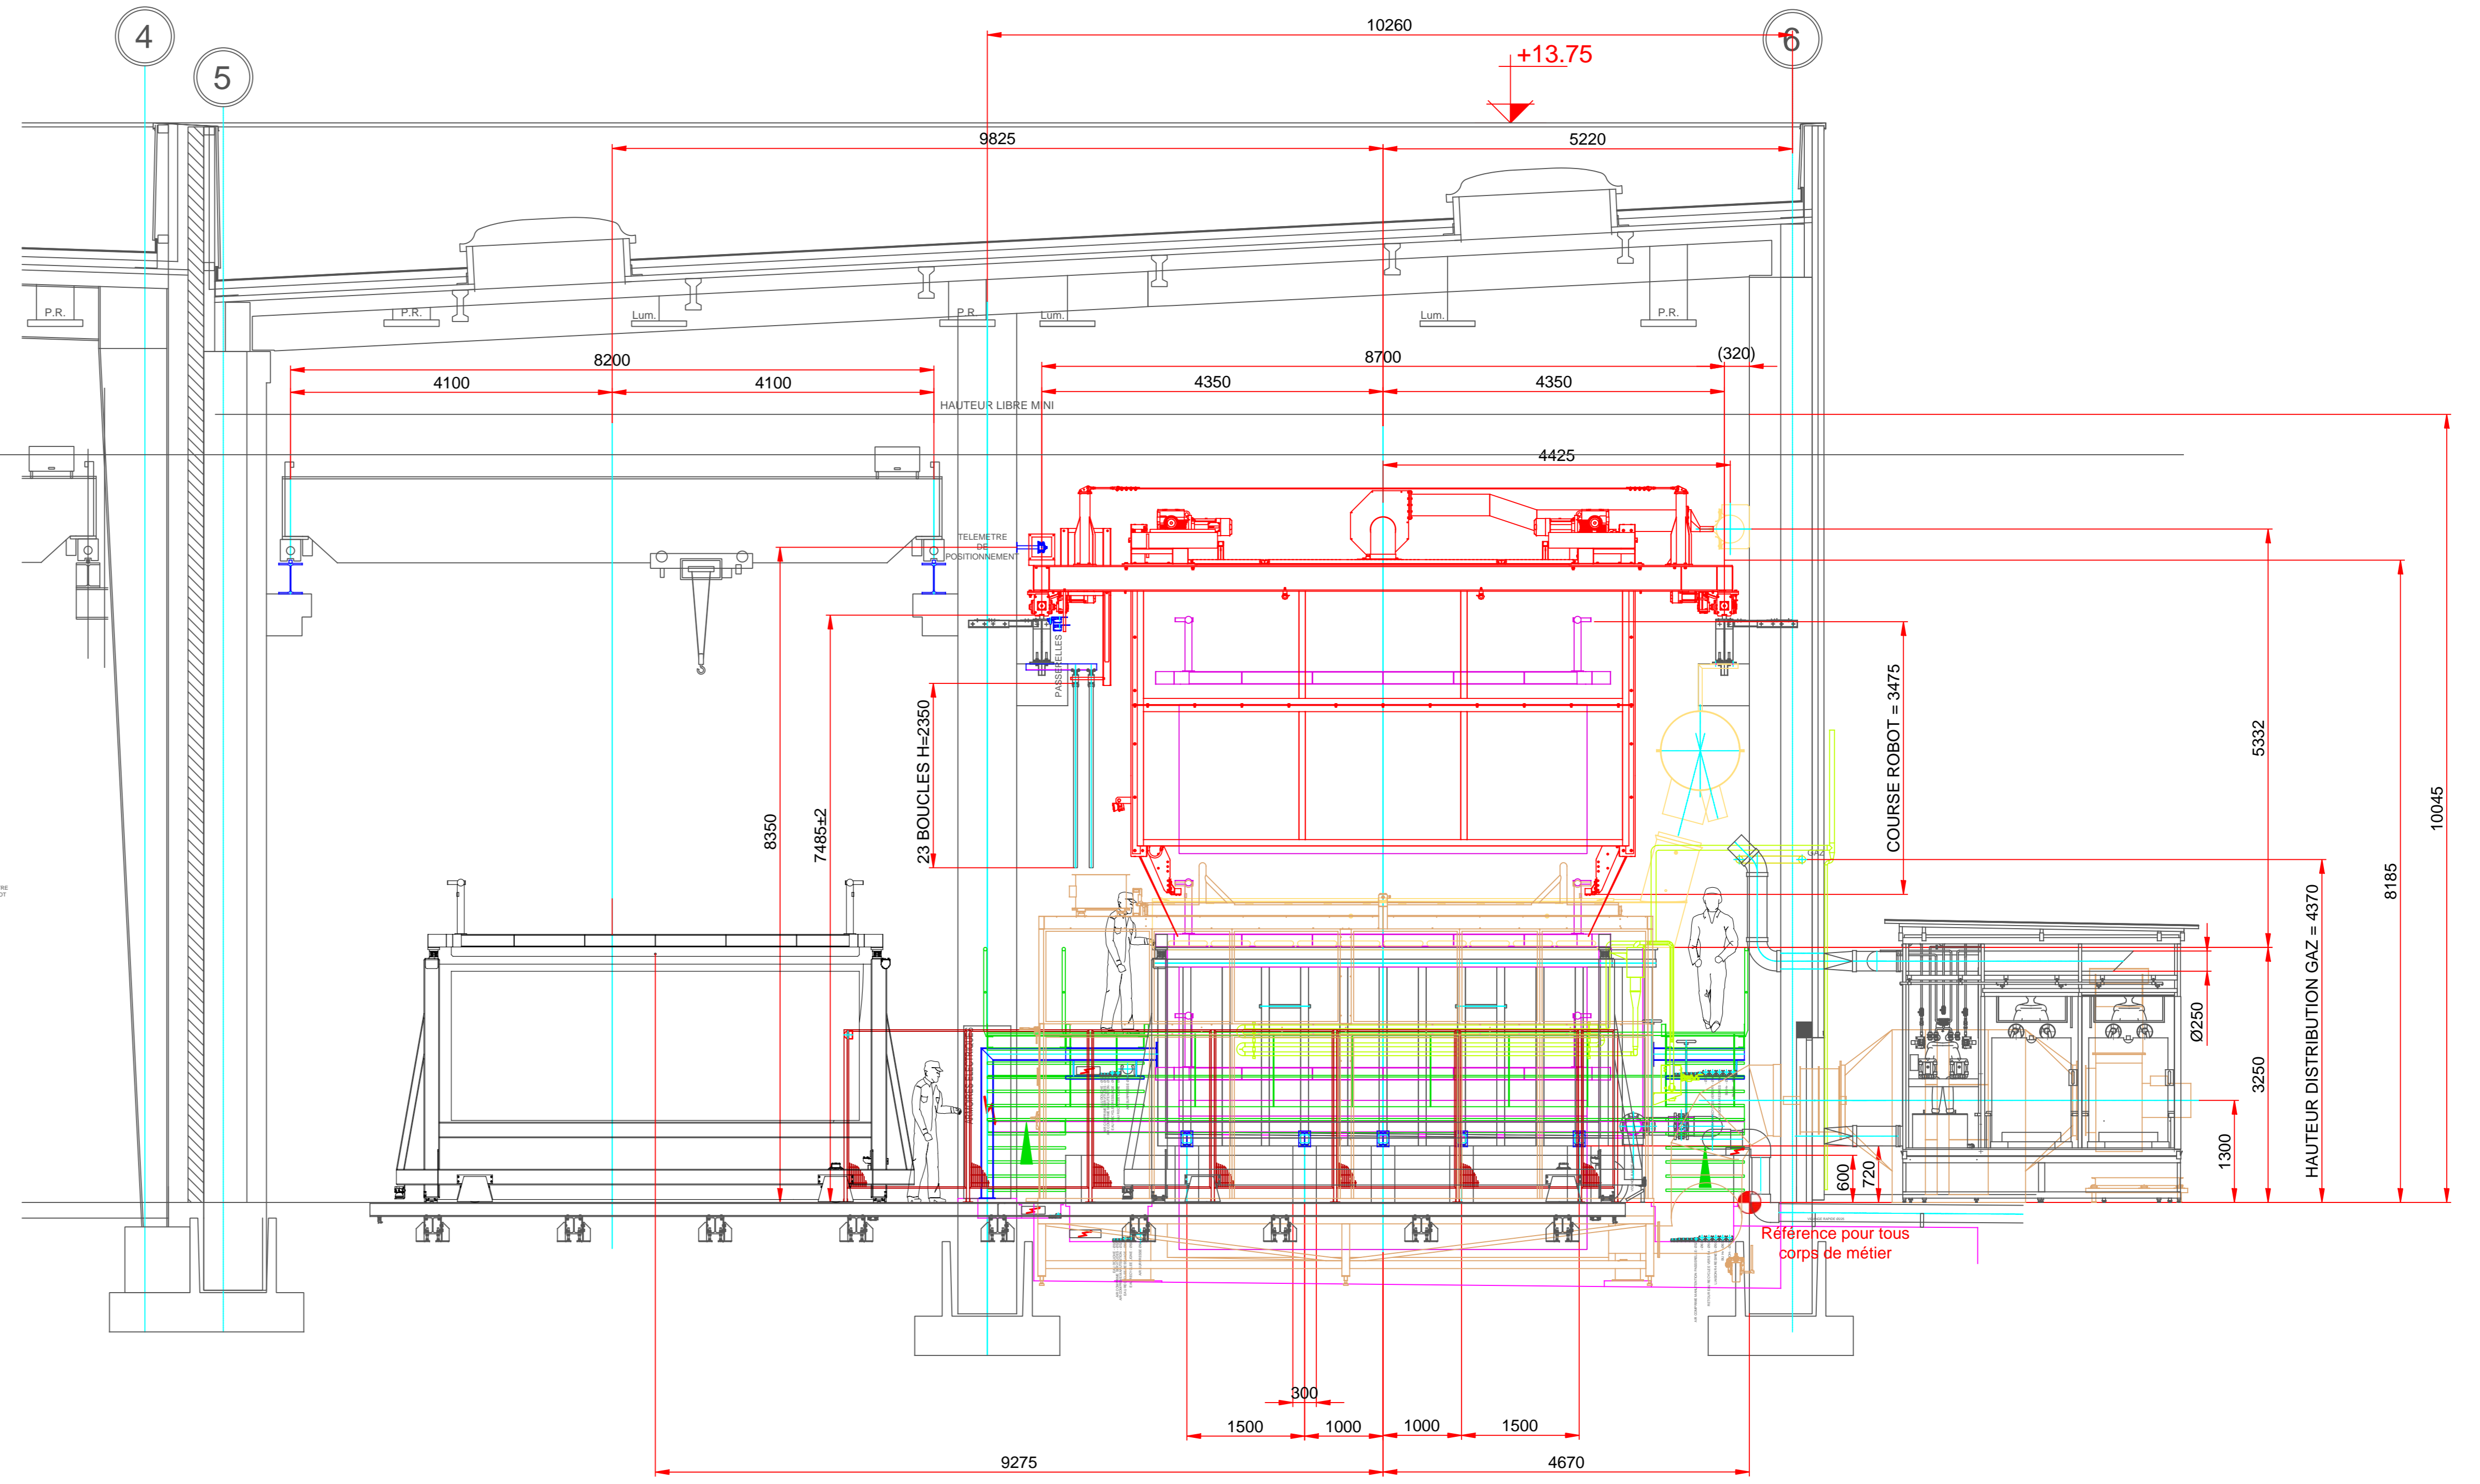 4
5
10260
6
+13.75
9825
5220
P.R.
P.R.
Lum.
P.R.
Lum.
Lum.
P.R.
8200
8700
(320)
4100
4100
4350
4350
HAUTEUR LIBRE MINI
4425
TELEMETRE
DE
POSITIONNEMENT
PASSERELLES
COURSE ROBOT = 3475
23 BOUCLES H=2350
5332
8350
7485±2
10045
GAZ
8185
HAUTEUR DISTRIBUTION GAZ = 4370
Ø250
3250
ARMOIRES ELECTRIQUES
1300
600
720
Référence pour tous
corps de métier
300
1500
1000
1000
1500
9275
4670